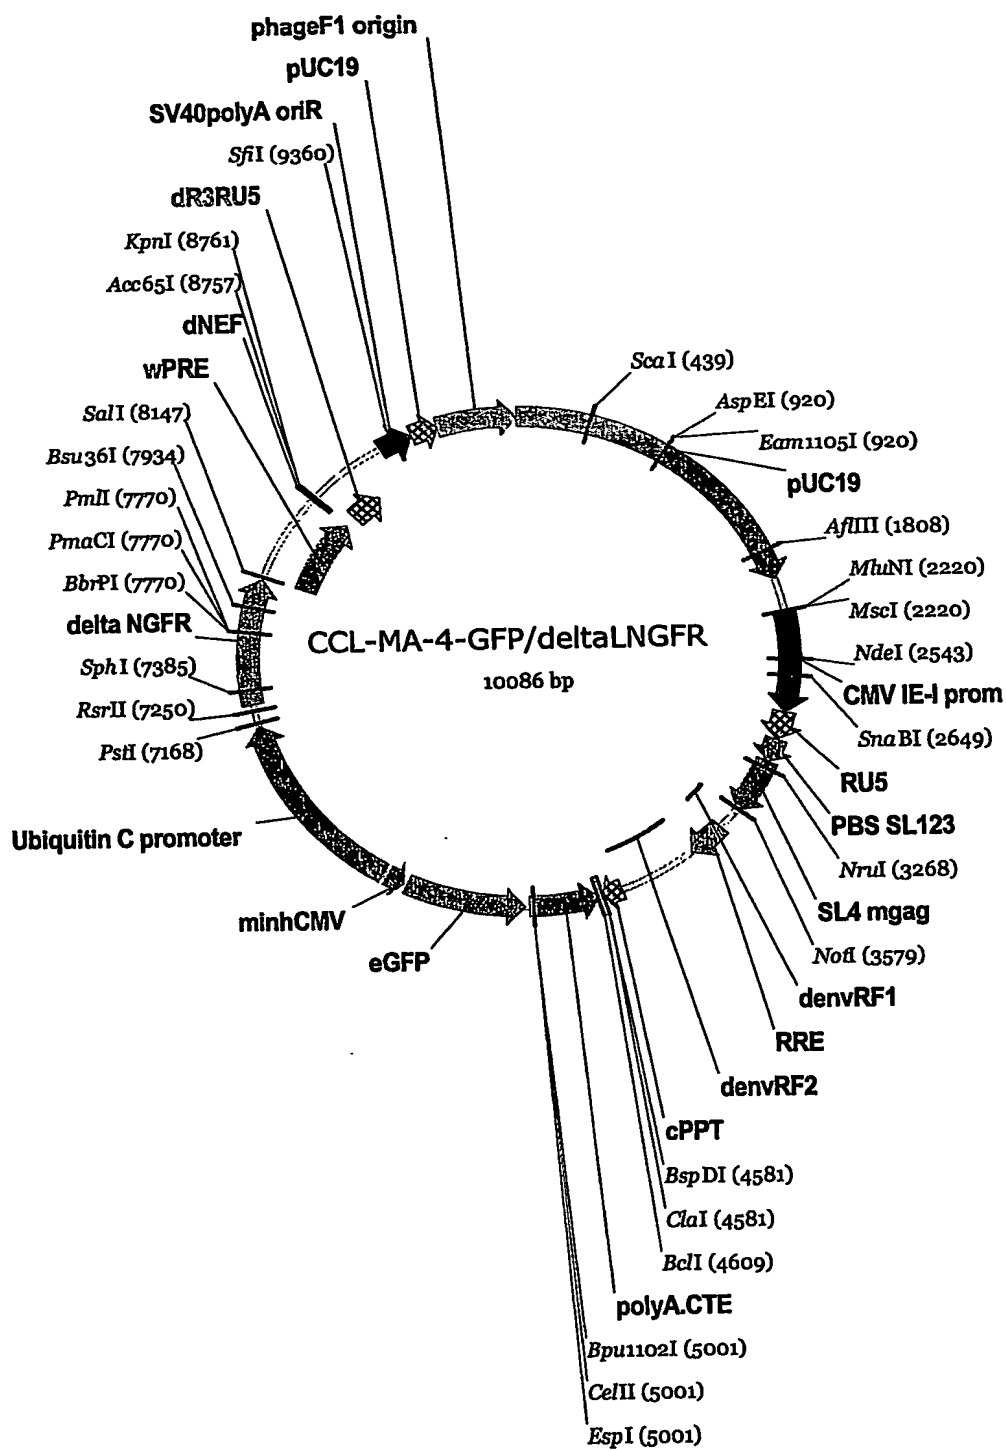 phageF1 origin
pUC19
SV40polyA oriR
SfiI (9360)
dR3RU5
KpnI (8761)
Acc65I (8757)
dNEF
wPRE
SalI (8147)
Bsu36I (7934)
PmlI (7770)
PmaCI (7770)
BbrPI (7770)
delta NGFR
SphI (7385)
RsrII (7250)
PstI (7168)
Ubiquitin C promoter
minhCMV
eGFP
CCL-MA-4-GFP/deltaLNGFR
10086 bp
ScaI (439)
AspEI (920)
Eam1105I (920)
pUC19
AflIII (1808)
MluNI (2220)
MscI (2220)
NdeI (2543)
CMV IE-I prom
SnaBI (2649)
RU5
PBS SL123
NruI (3268)
SL4 mgag
NotI (3579)
denvRF1
RRE
denvRF2
cPPT
BspDI (4581)
ClaI (4581)
BclI (4609)
polyA.CTE
Bpu1102I (5001)
CelII (5001)
EspI (5001)